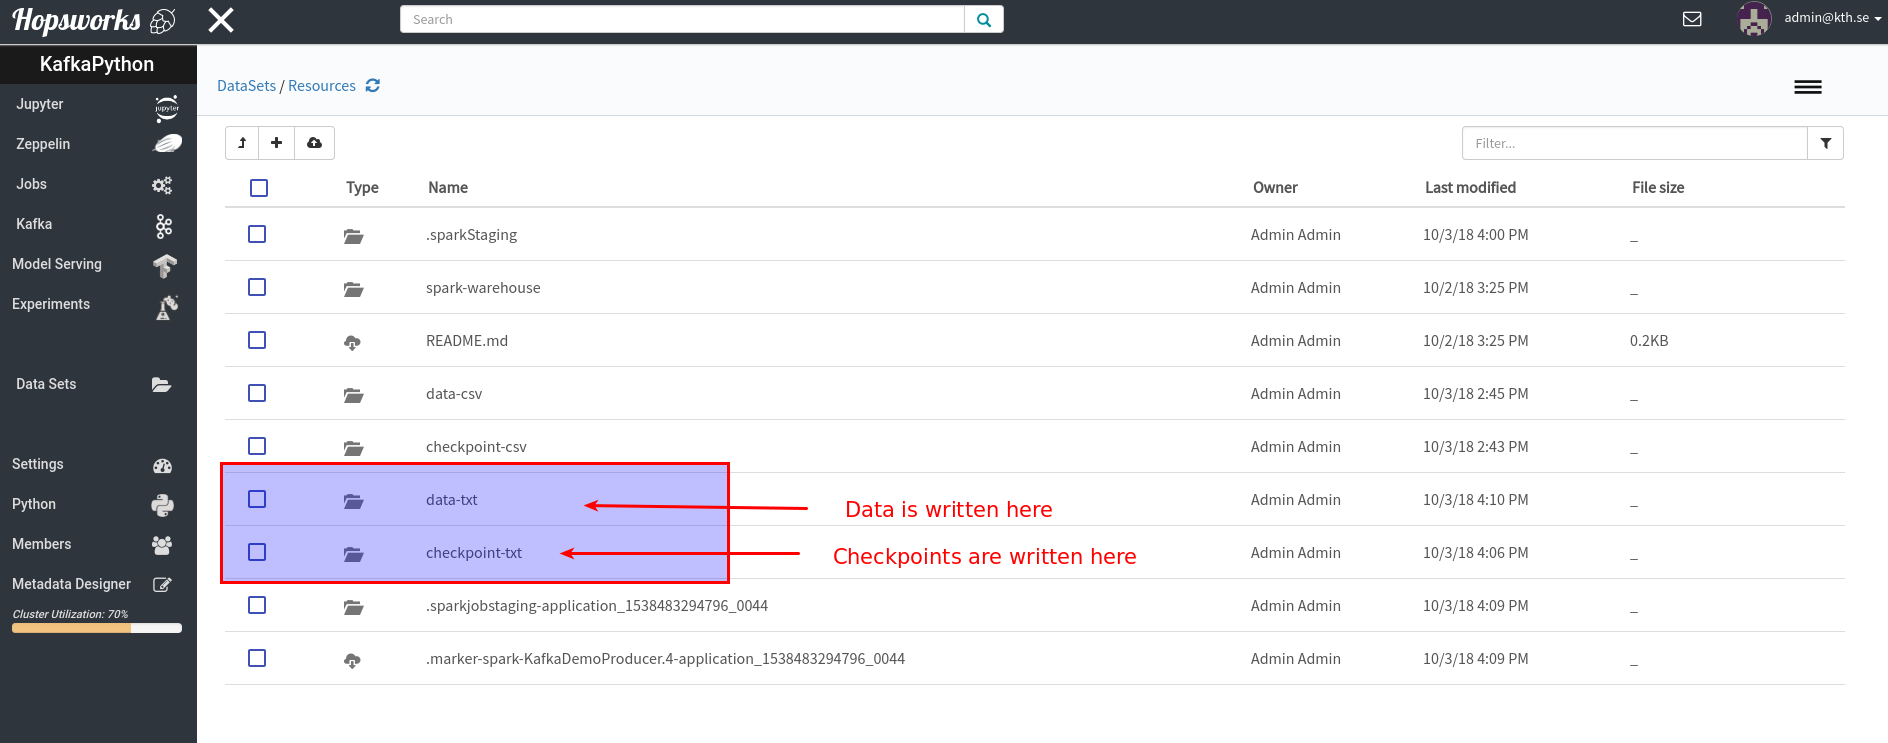 Hopsworks
Search
admin@kth.se
KafkaPython
DataSets / Resources
Jupyter
jupyter
Zeppelin
Jobs
Kafka
Model Serving
Experiments
Data Sets
Settings
Python
Members
Metadata Designer
Cluster Utilization: 70%
Filter...
Type Name Owner Last modified File size
.sparkStaging Admin Admin 10/3/18 4:00 PM _
spark-warehouse Admin Admin 10/2/18 3:25 PM _
README.md Admin Admin 10/2/18 3:25 PM 0.2KB
data-csv Admin Admin 10/3/18 2:45 PM _
checkpoint-csv Admin Admin 10/3/18 2:43 PM _
data-txt Data is written here Admin Admin 10/3/18 4:10 PM _
checkpoint-txt Checkpoints are written here Admin Admin 10/3/18 4:06 PM _
.sparkjobstaging-application_1538483294796_0044 Admin Admin 10/3/18 4:09 PM _
.marker-spark-KafkaDemoProducer.4-application_1538483294796_0044 Admin Admin 10/3/18 4:09 PM _